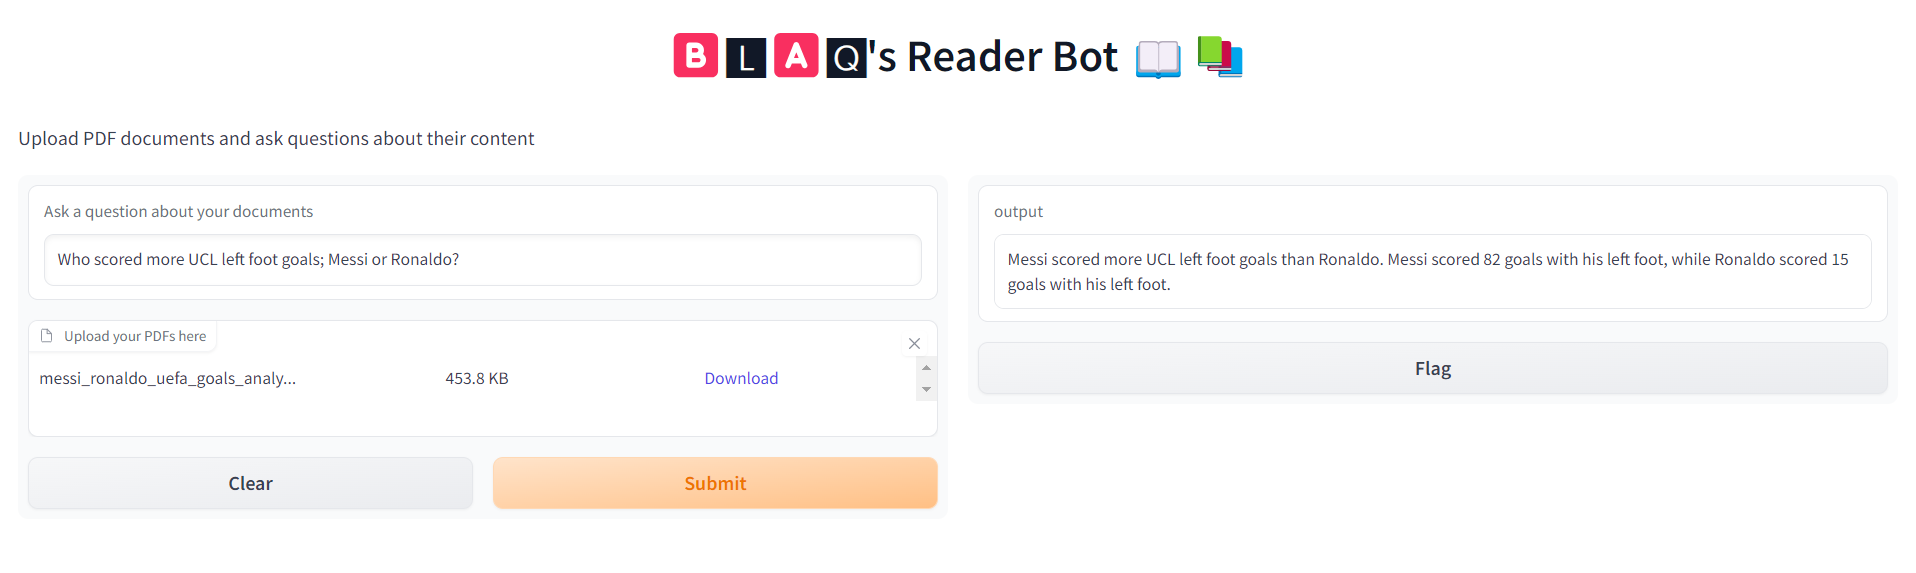 BLAQ's Reader Bot
Upload PDF documents and ask questions about their content
Ask a question about your documents
Who scored more UCL left foot goals; Messi or Ronaldo?
Upload your PDFs here
messi_ronaldo_uefa_goals_analy...
453.8 KB
Download
Clear
Submit
output
Messi scored more UCL left foot goals than Ronaldo. Messi scored 82 goals with his left foot, while Ronaldo scored 15
goals with his left foot.
Flag